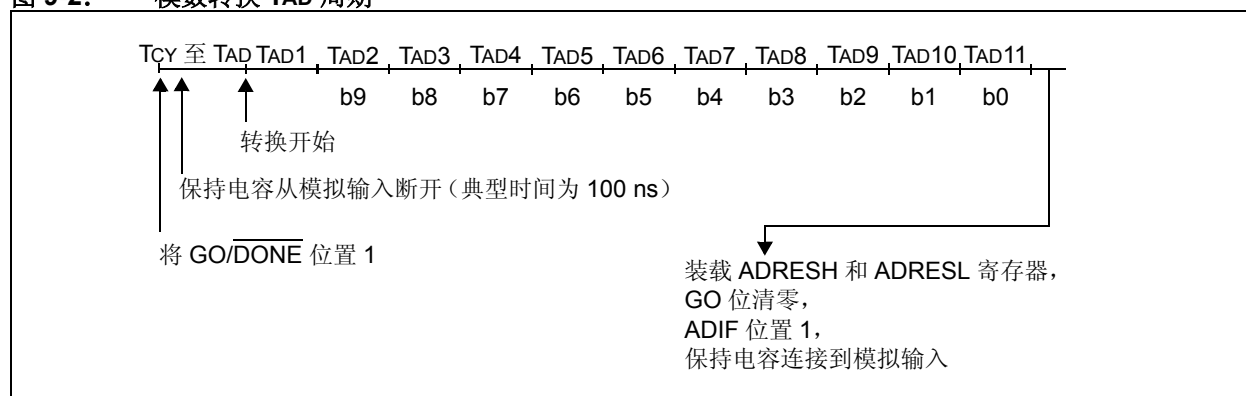 TCY 至 TAD TAD1 TAD2 TAD3 TAD4 TAD5 TAD6 TAD7 TAD8 TAD9 TAD10 TAD11
b9 b8 b7 b6 b5 b4 b3 b2 b1 b0
转换开始
保持电容从模拟输入断开（典型时间为 100 ns）
将 GO/DONE 位置 1
装载 ADRESH 和 ADRESL 寄存器，
GO 位清零，
ADIF 位置 1，
保持电容连接到模拟输入